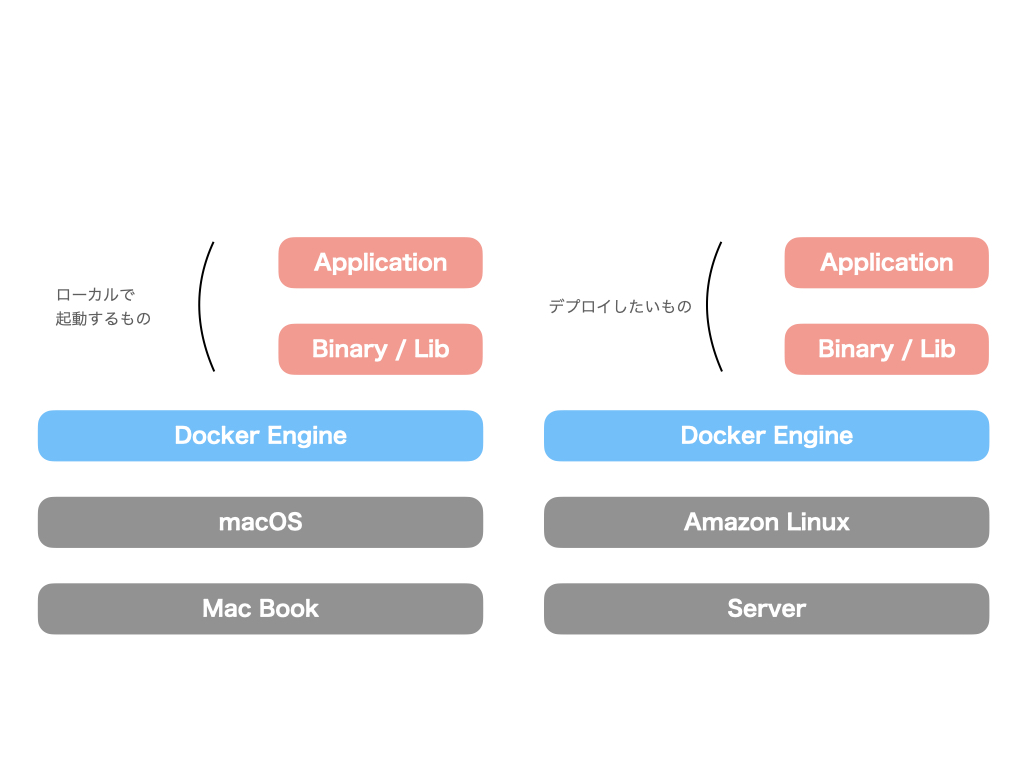 ローカルで
起動するもの
Application
Binary / Lib
Docker Engine
macOS
Mac Book
デプロイしたいもの
Application
Binary / Lib
Docker Engine
Amazon Linux
Server